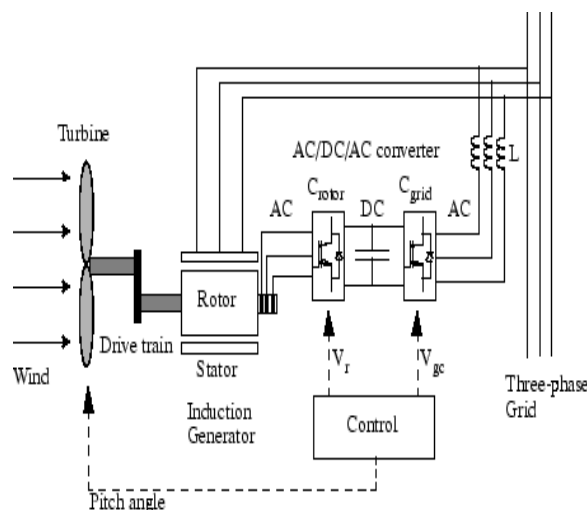 Turbine
AC/DC/AC converter
L
C_rotor
C_grid
AC
DC
AC
Rotor
Drive train
Stator
Wind
V_r
V_gc
Induction
Generator
Control
Three-phase
Grid
Pitch angle